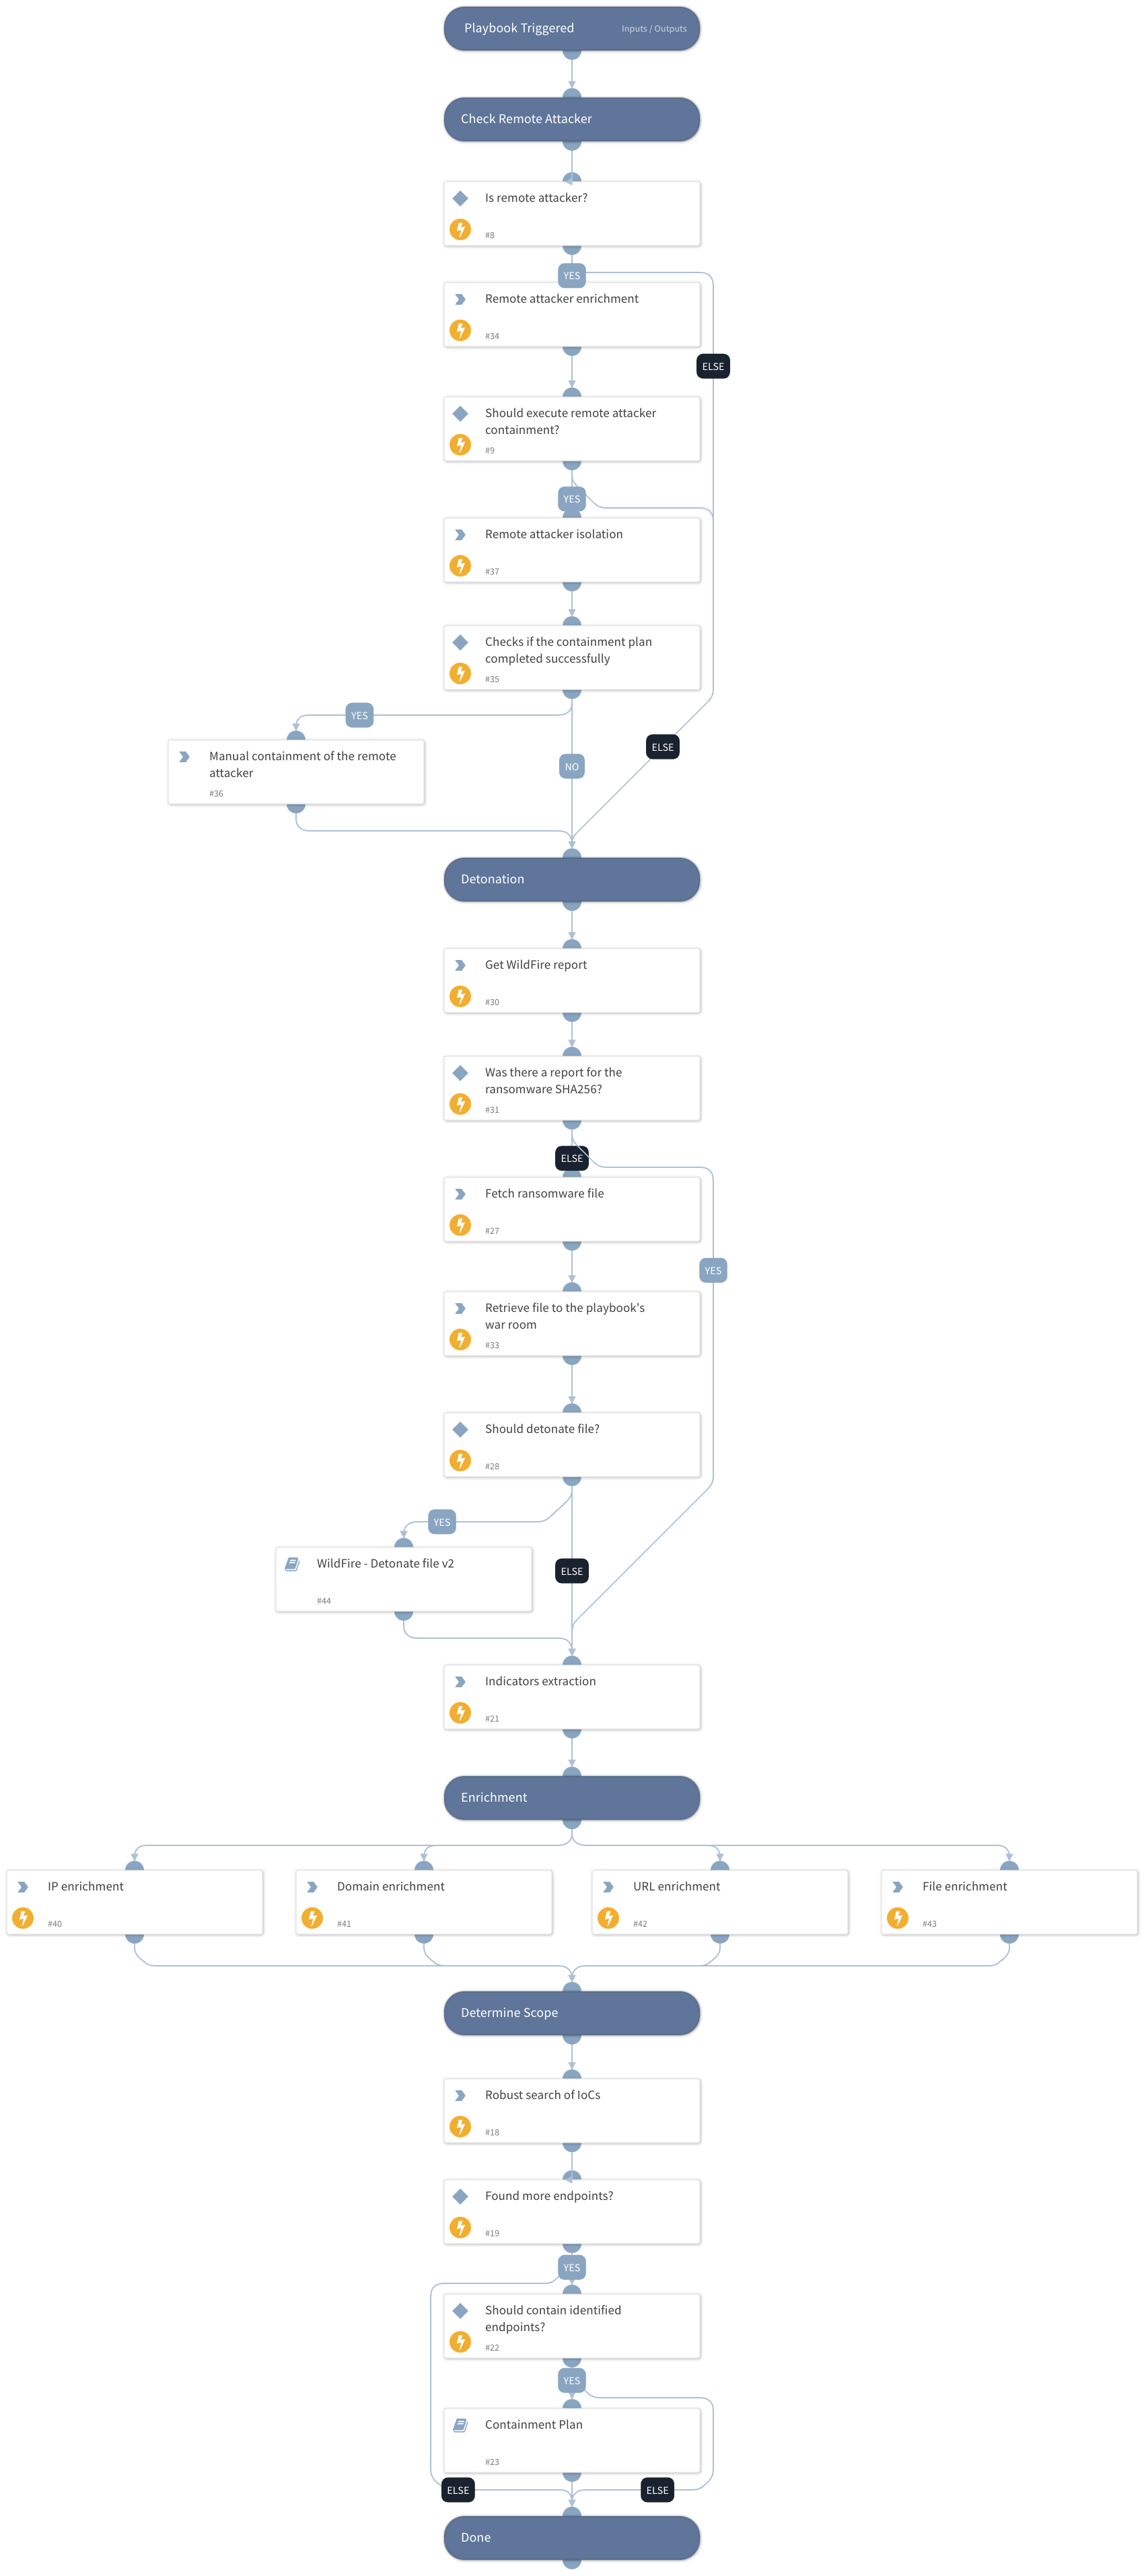 Playbook Triggered Inputs / Outputs
Check Remote Attacker
Is remote attacker?
#8
YES
Remote attacker enrichment
#34
ELSE
Should execute remote attacker
containment?
#9
YES
Remote attacker isolation
#37
Checks if the containment plan
completed successfully
#35
YES
ELSE
NO
Manual containment of the remote
attacker
#36
Detonation
Get WildFire report
#30
Was there a report for the
ransomware SHA256?
#31
ELSE
Fetch ransomware file
#27
YES
Retrieve file to the playbook's
war room
#33
Should detonate file?
#28
YES
WildFire - Detonate file v2
#44
ELSE
Indicators extraction
#21
Enrichment
IP enrichment
#40
Domain enrichment
#41
URL enrichment
#42
File enrichment
#43
Determine Scope
Robust search of IoCs
#18
Found more endpoints?
#19
YES
Should contain identified
endpoints?
#22
YES
Containment Plan
#23
ELSE
ELSE
Done